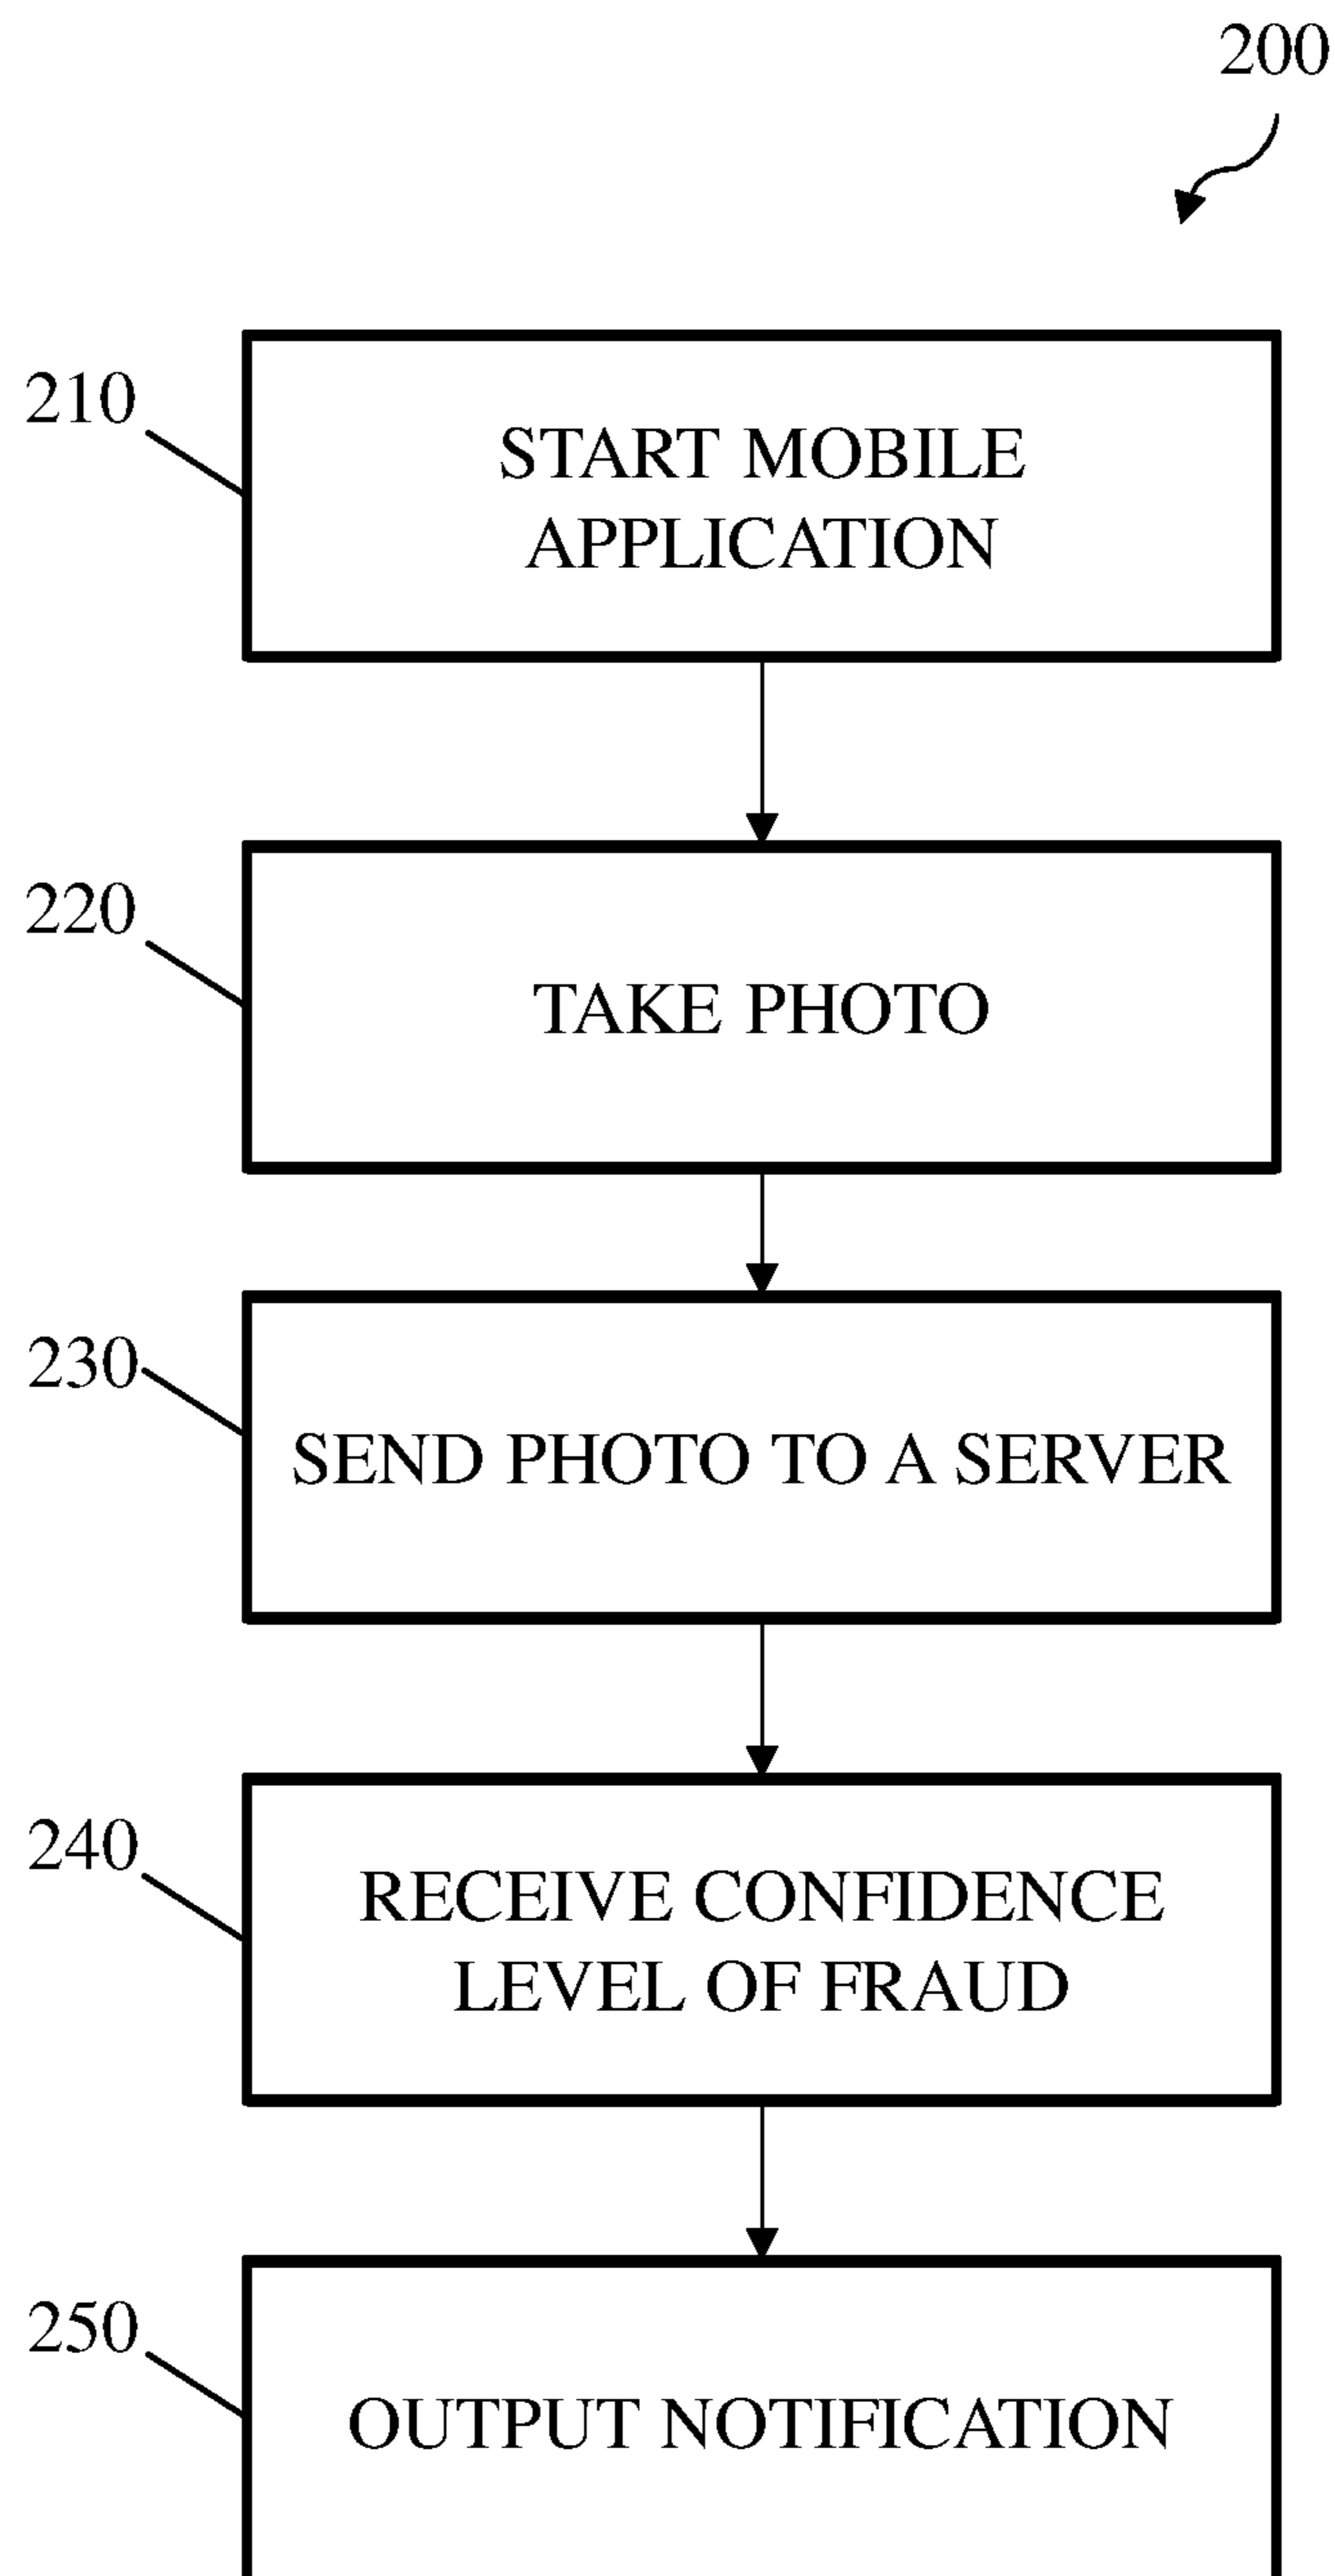 200
210
START MOBILE
APPLICATION
220
TAKE PHOTO
230
SEND PHOTO TO A SERVER
240
RECEIVE CONFIDENCE
LEVEL OF FRAUD
250
OUTPUT NOTIFICATION